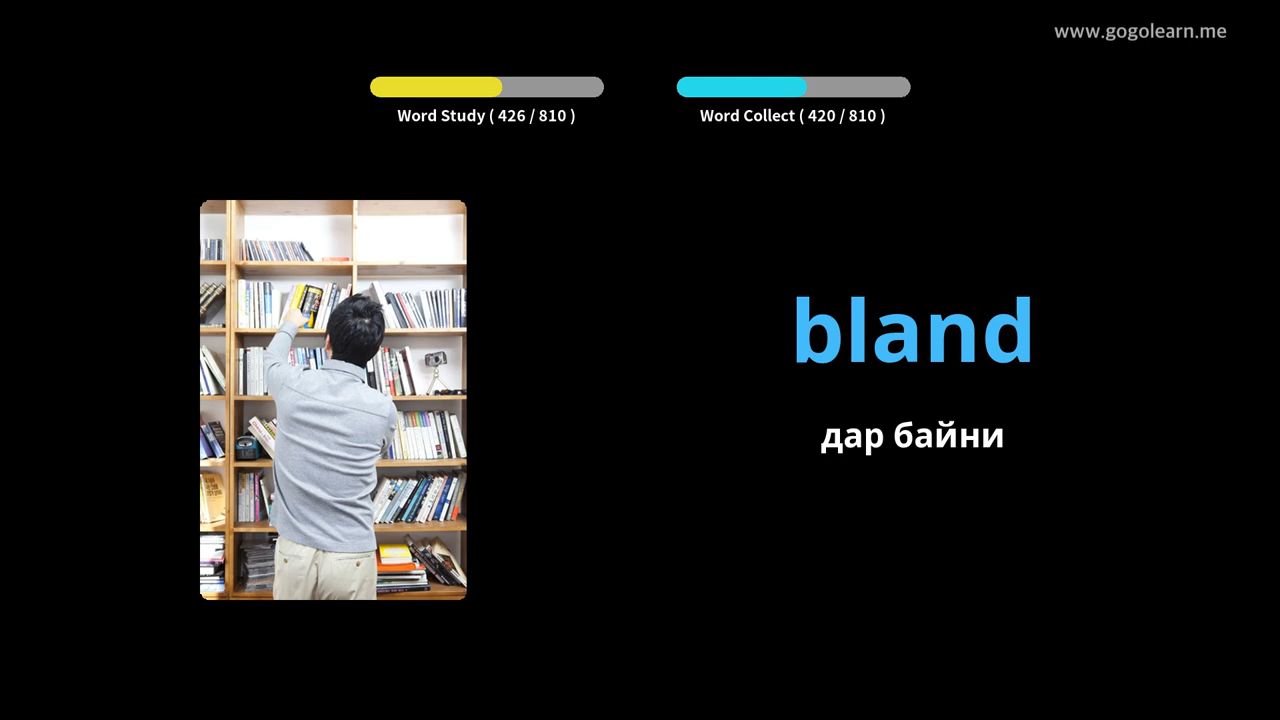 www.gogolearn.me
Word Study ( 426 / 810 )
Word Collect ( 420 / 810 )
bland
дар байни